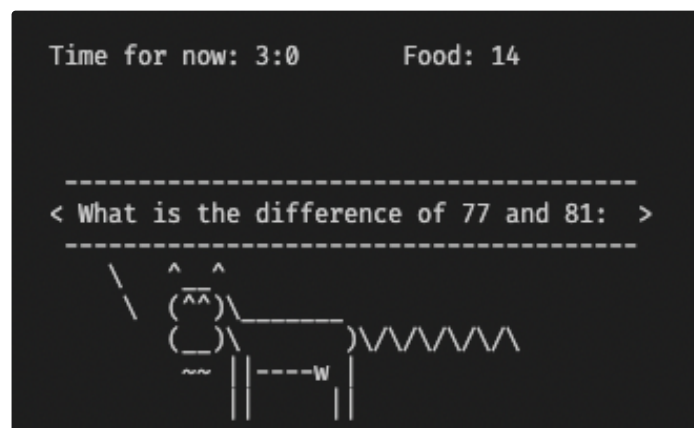 Time for now: 3:0 Food: 14
< What is the difference of 77 and 81: >